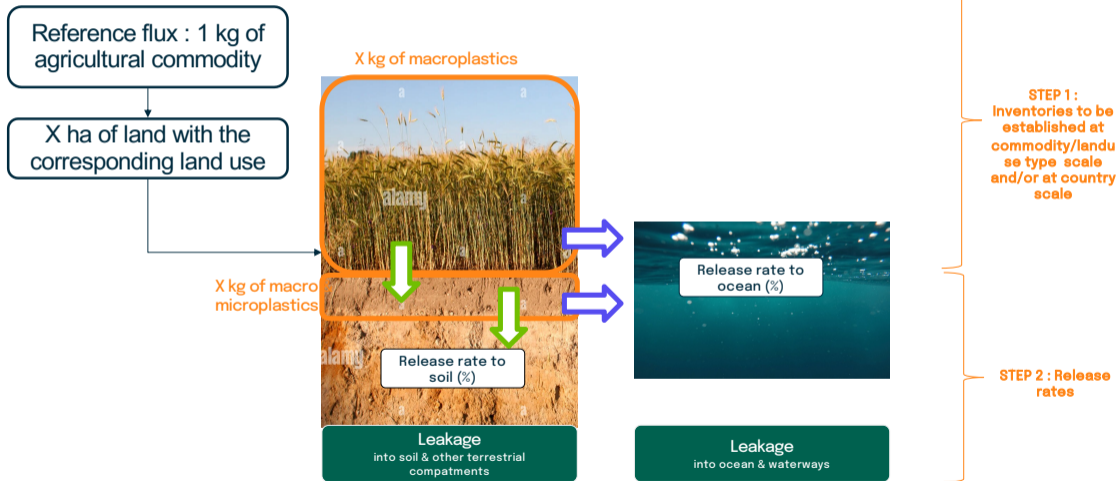 Reference flux : 1 kg of
agricultural commodity
X ha of land with the
corresponding land use
X kg of macroplastics
a
a
a
a
alamy
a
a
a
X kg of macro
microplastics
a
a
alamy
Release rate to
soil (%)
a
a
Leakage
into soil & other terrestrial
compatments
Release rate to
ocean (%)
Leakage
into ocean & waterways
STEP 1 :
Inventories to be
established at
commodity/landu
se type scale
and/or at country
scale
STEP 2 : Release
rates